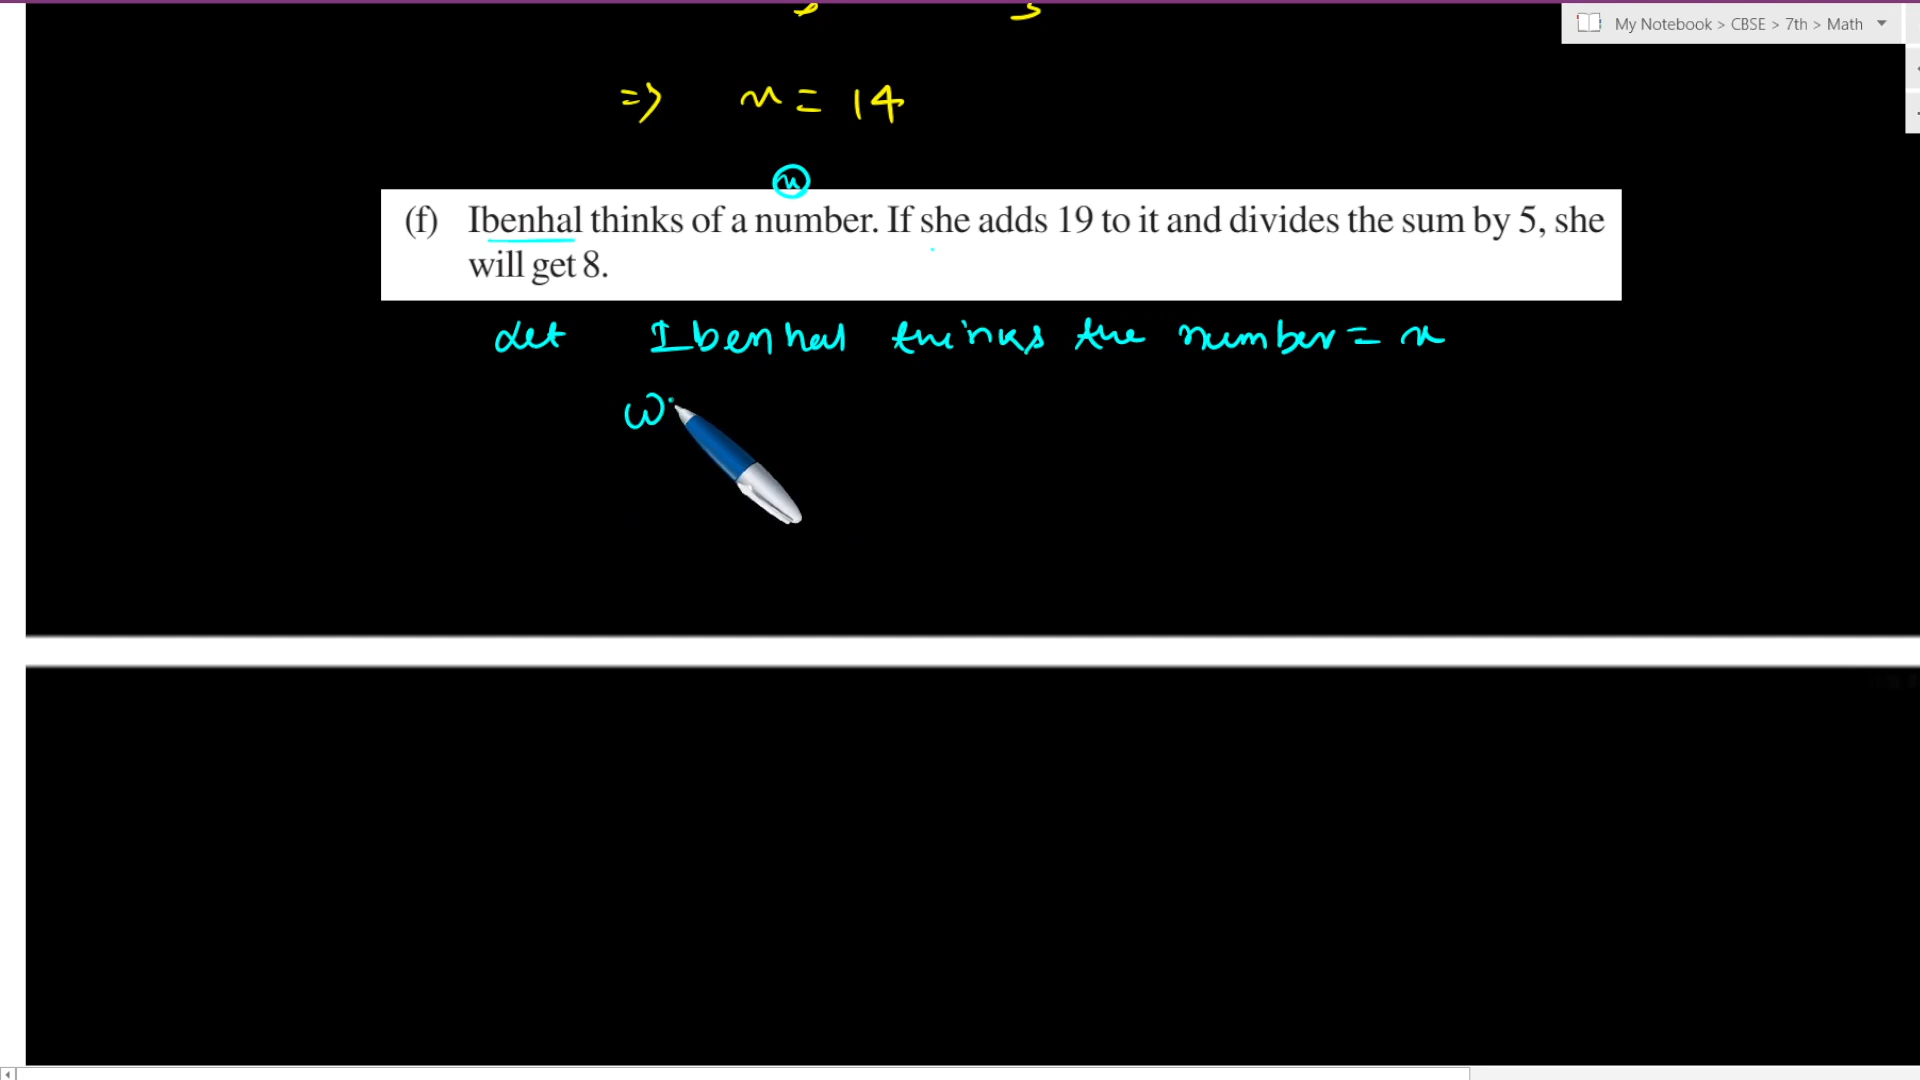 My Notebook > CBSE > 7th > Math
=> x = 14
x
(f) Ibenhal thinks of a number. If she adds 19 to it and divides the sum by 5, she
will get 8.
Let Ibenhal thinks the number = x